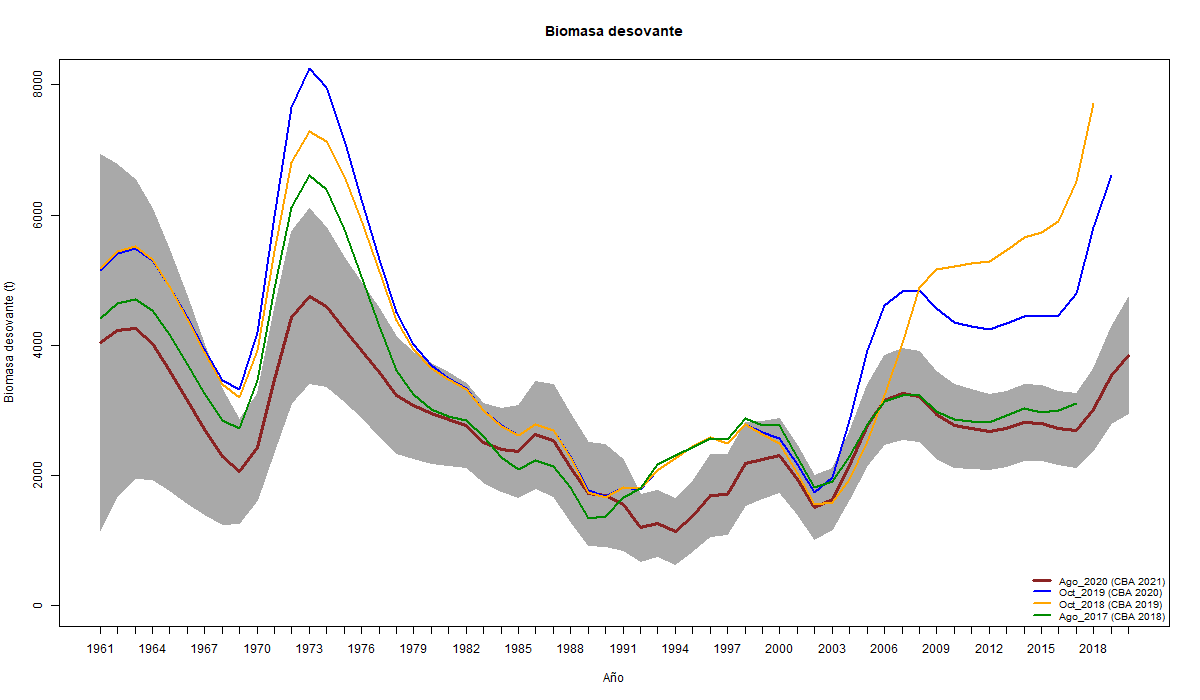 Biomasa desovante
Biomasa desovante (t)
8000
6000
4000
2000
0
Ago_2020 (CBA 2021)
Oct_2019 (CBA 2020)
Oct_2018 (CBA 2019)
Ago_2017 (CBA 2018)
1961 1964 1967 1970 1973 1976 1979 1982 1985 1988 1991 1994 1997 2000 2003 2006 2009 2012 2015 2018
Año